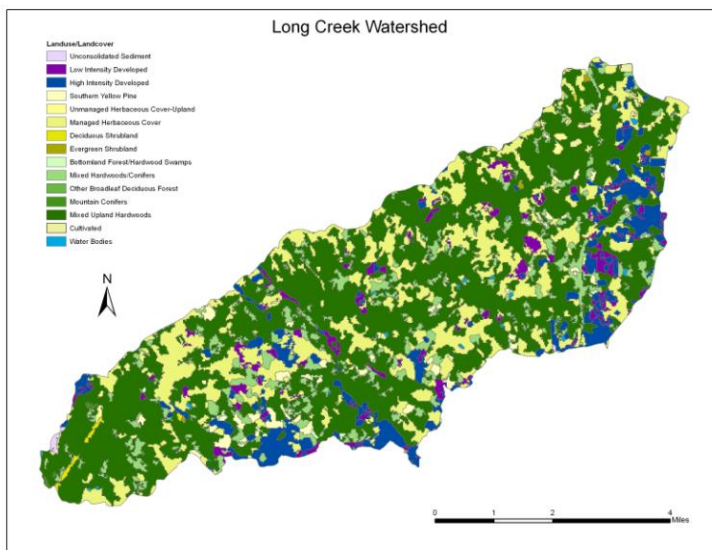 Long Creek Watershed
Landuse/Landcover
Unconsolidated Sediment
Low Intensity Developed
High Intensity Developed
Southern Yellow Pine
Unmanaged Herbaceous Cover-Upland
Managed Herbaceous Cover
Deciduous Shrubland
Evergreen Shrubland
Bottomland Forest/Hardwood Swamps
Mixed Hardwoods/Conifers
Other Broadleaf Deciduous Forest
Mountain Conifers
Mixed Upland Hardwoods
Cultivated
Water Bodies
N
0 1 2 4
Miles